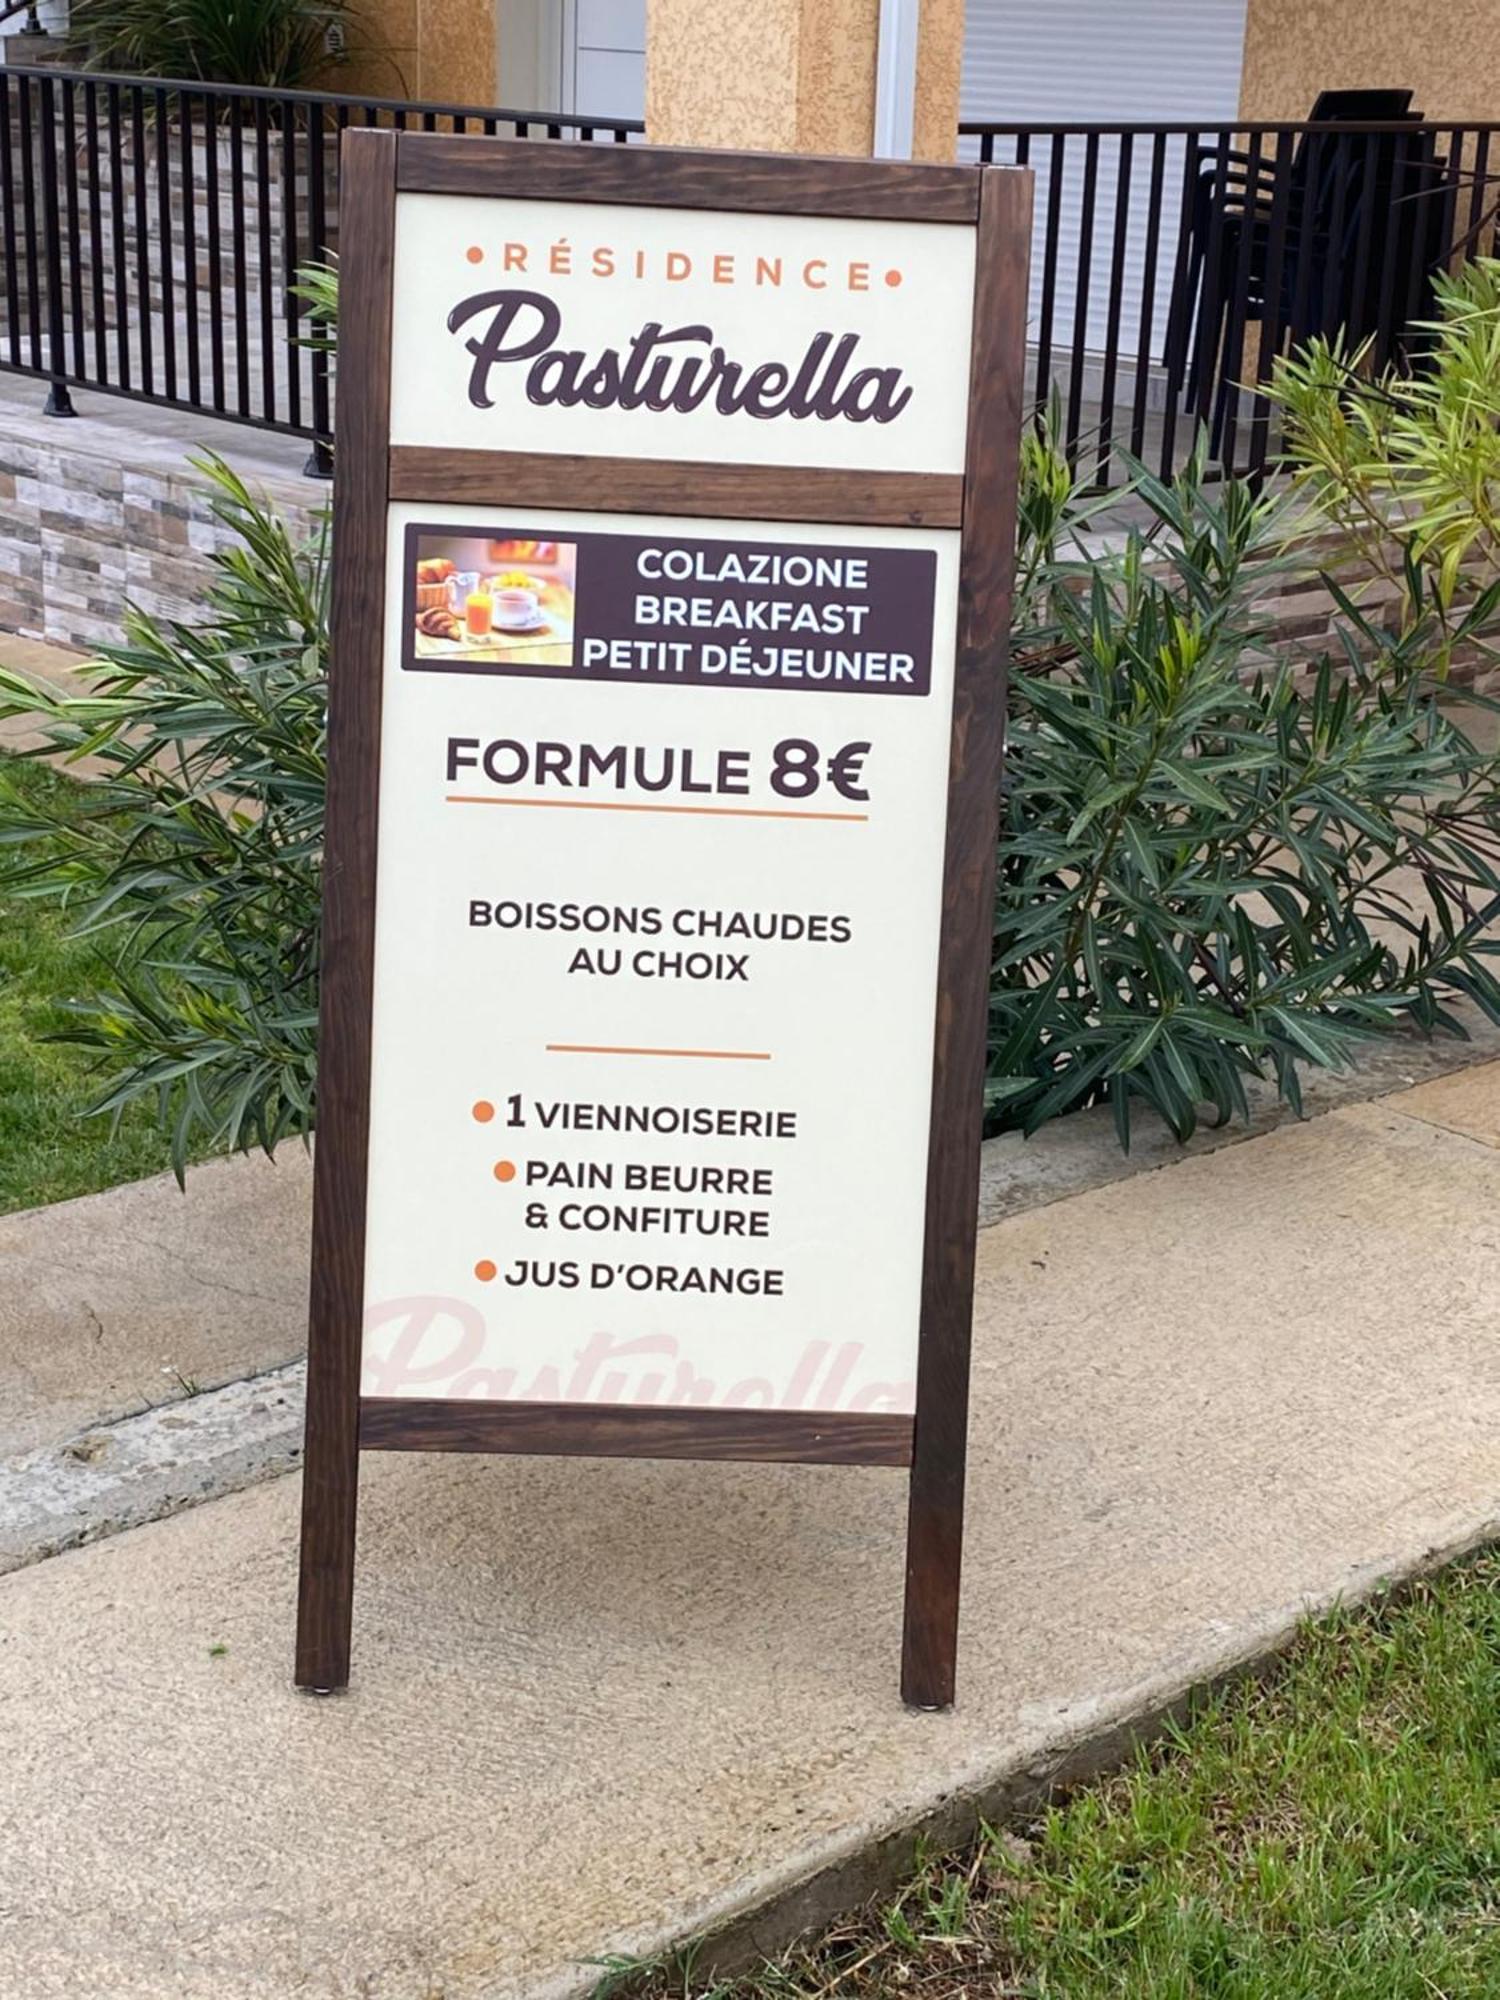 •RÉSIDENCE•
Pasturella
COLAZIONE
BREAKFAST
PETIT DÉJEUNER
FORMULE 8€
BOISSONS CHAUDES
AU CHOIX
• 1 VIENNOISERIE
• PAIN BEURRE
& CONFITURE
• JUS D'ORANGE
Pasturella